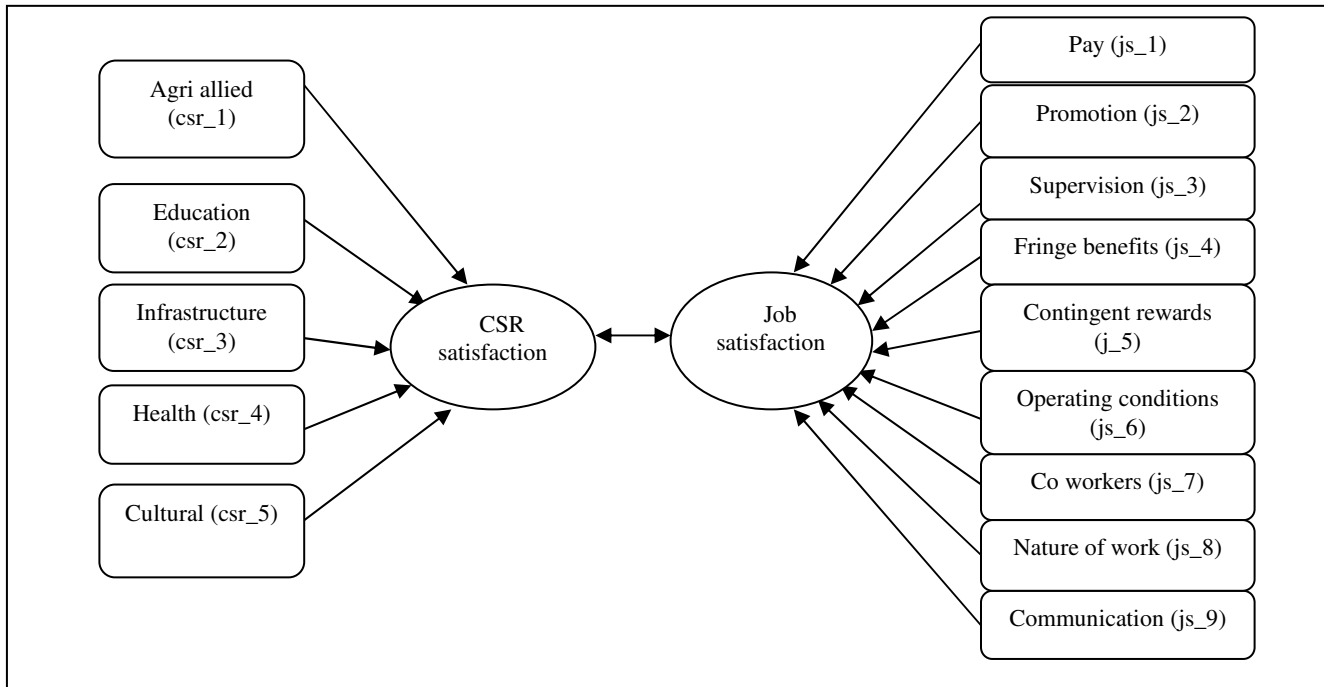 Agri allied
(csr_1)
Education
(csr_2)
Infrastructure
(csr_3)
Health (csr_4)
Cultural (csr_5)
CSR
satisfaction
Job
satisfaction
Pay (js_1)
Promotion (js_2)
Supervision (js_3)
Fringe benefits (js_4)
Contingent rewards
(j_5)
Operating conditions
(js_6)
Co workers (js_7)
Nature of work (js_8)
Communication (js_9)